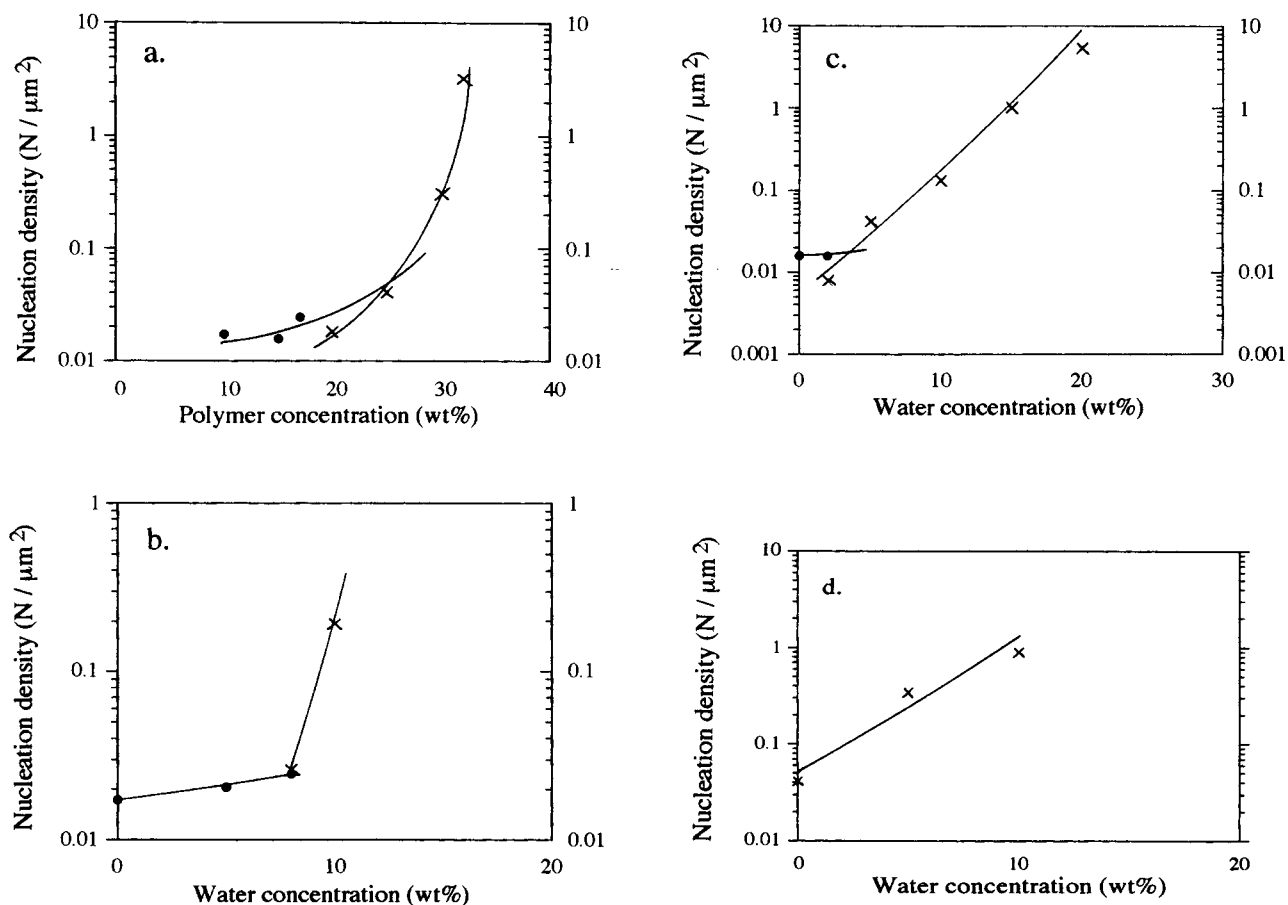 a.
Nucleation density (N / μm²)
10
1
0.1
0.01
10
1
0.1
0.01
0 10 20 30 40
Polymer concentration (wt%)
c.
Nucleation density (N / μm²)
10
1
0.1
0.01
0.001
10
1
0.1
0.01
0.001
0 10 20 30
Water concentration (wt%)
b.
Nucleation density (N / μm²)
1
0.1
0.01
1
0.1
0.01
0 10 20
Water concentration (wt%)
d.
Nucleation density (N / μm²)
10
1
0.1
0.01
0 10 20
Water concentration (wt%)